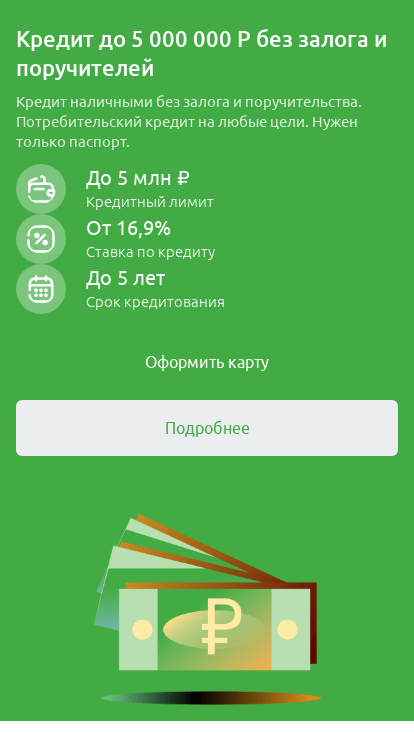 Кредит до 5 000 000 Р без залога и
поручителей
Кредит наличными без залога и поручительства.
Потребительский кредит на любые цели. Нужен
только паспорт.
До 5 млн ₽
Кредитный лимит
От 16,9%
Ставка по кредиту
До 5 лет
Срок кредитования
Оформить карту
Подробнее
₽